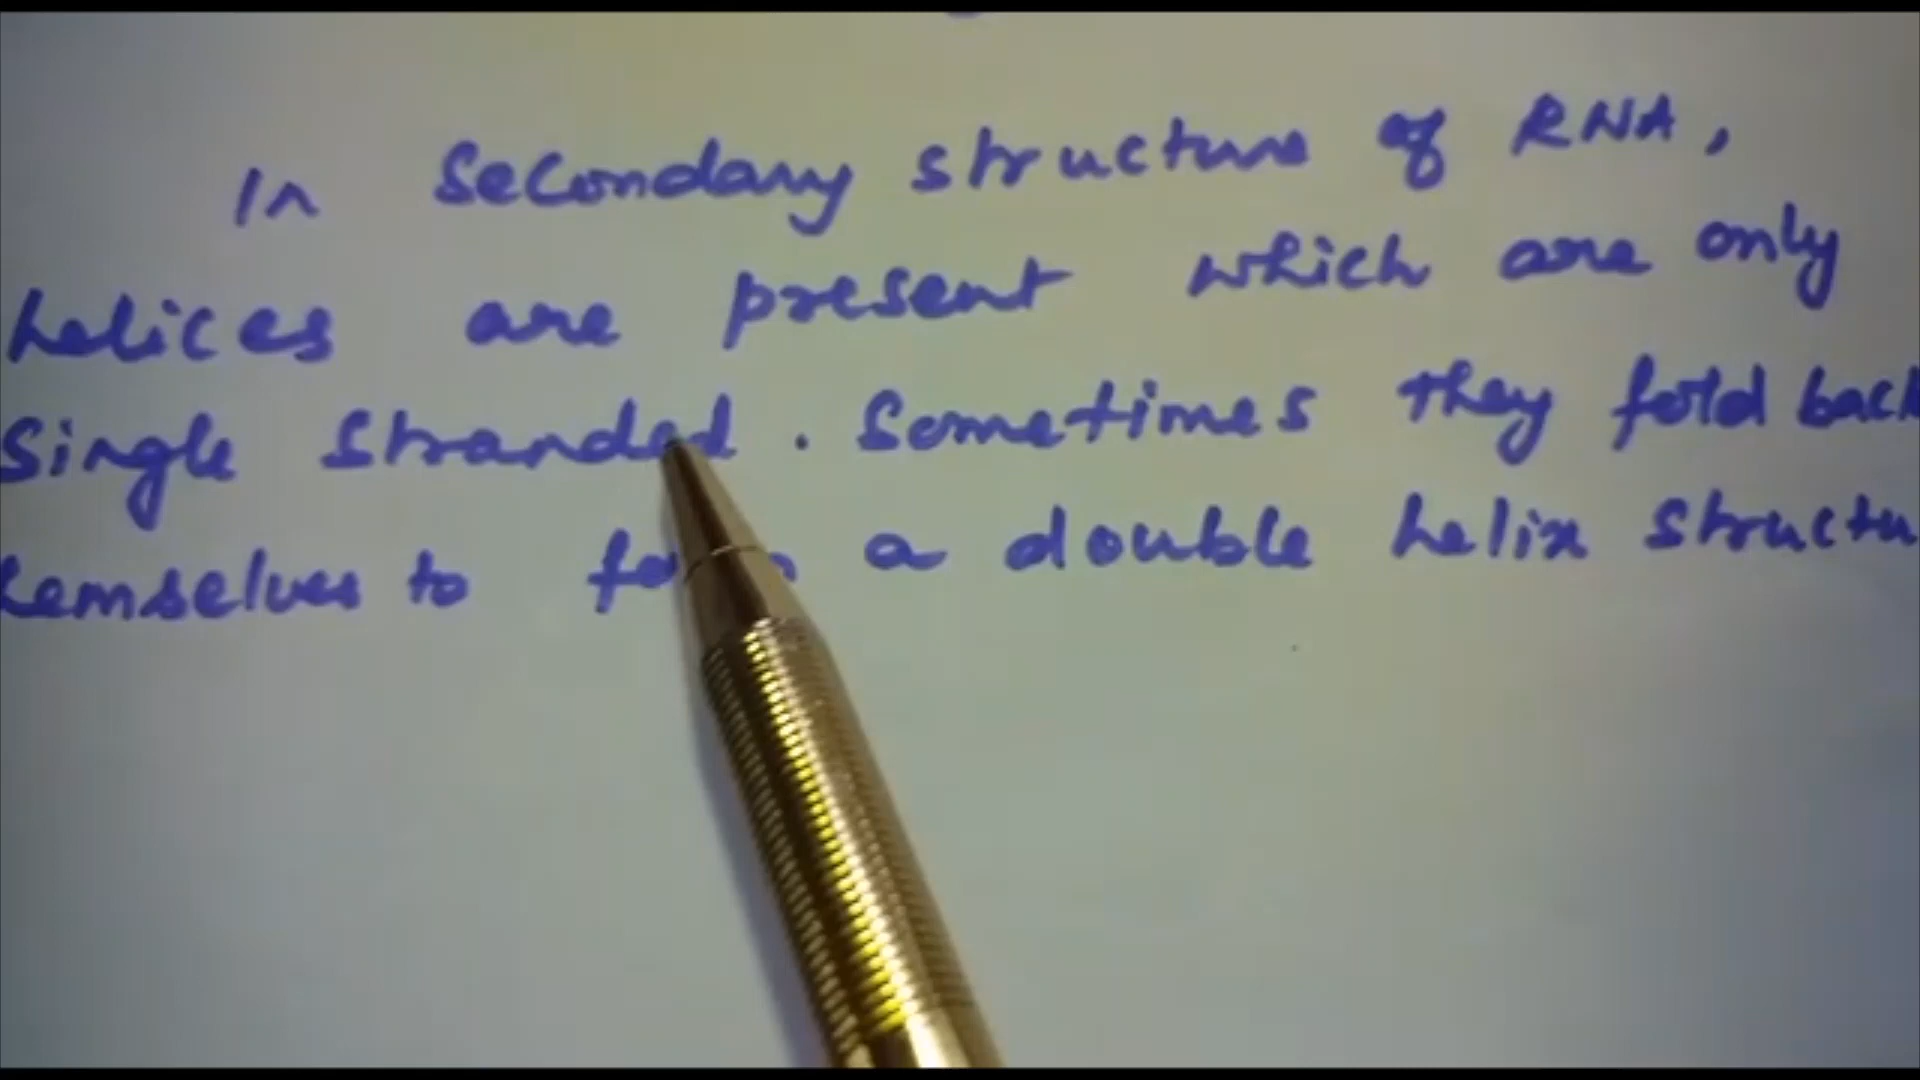 In Secondary structure of RNA,
helices are present which are only
Single Stranded. Sometimes they fold back
themselves to a double helix structu